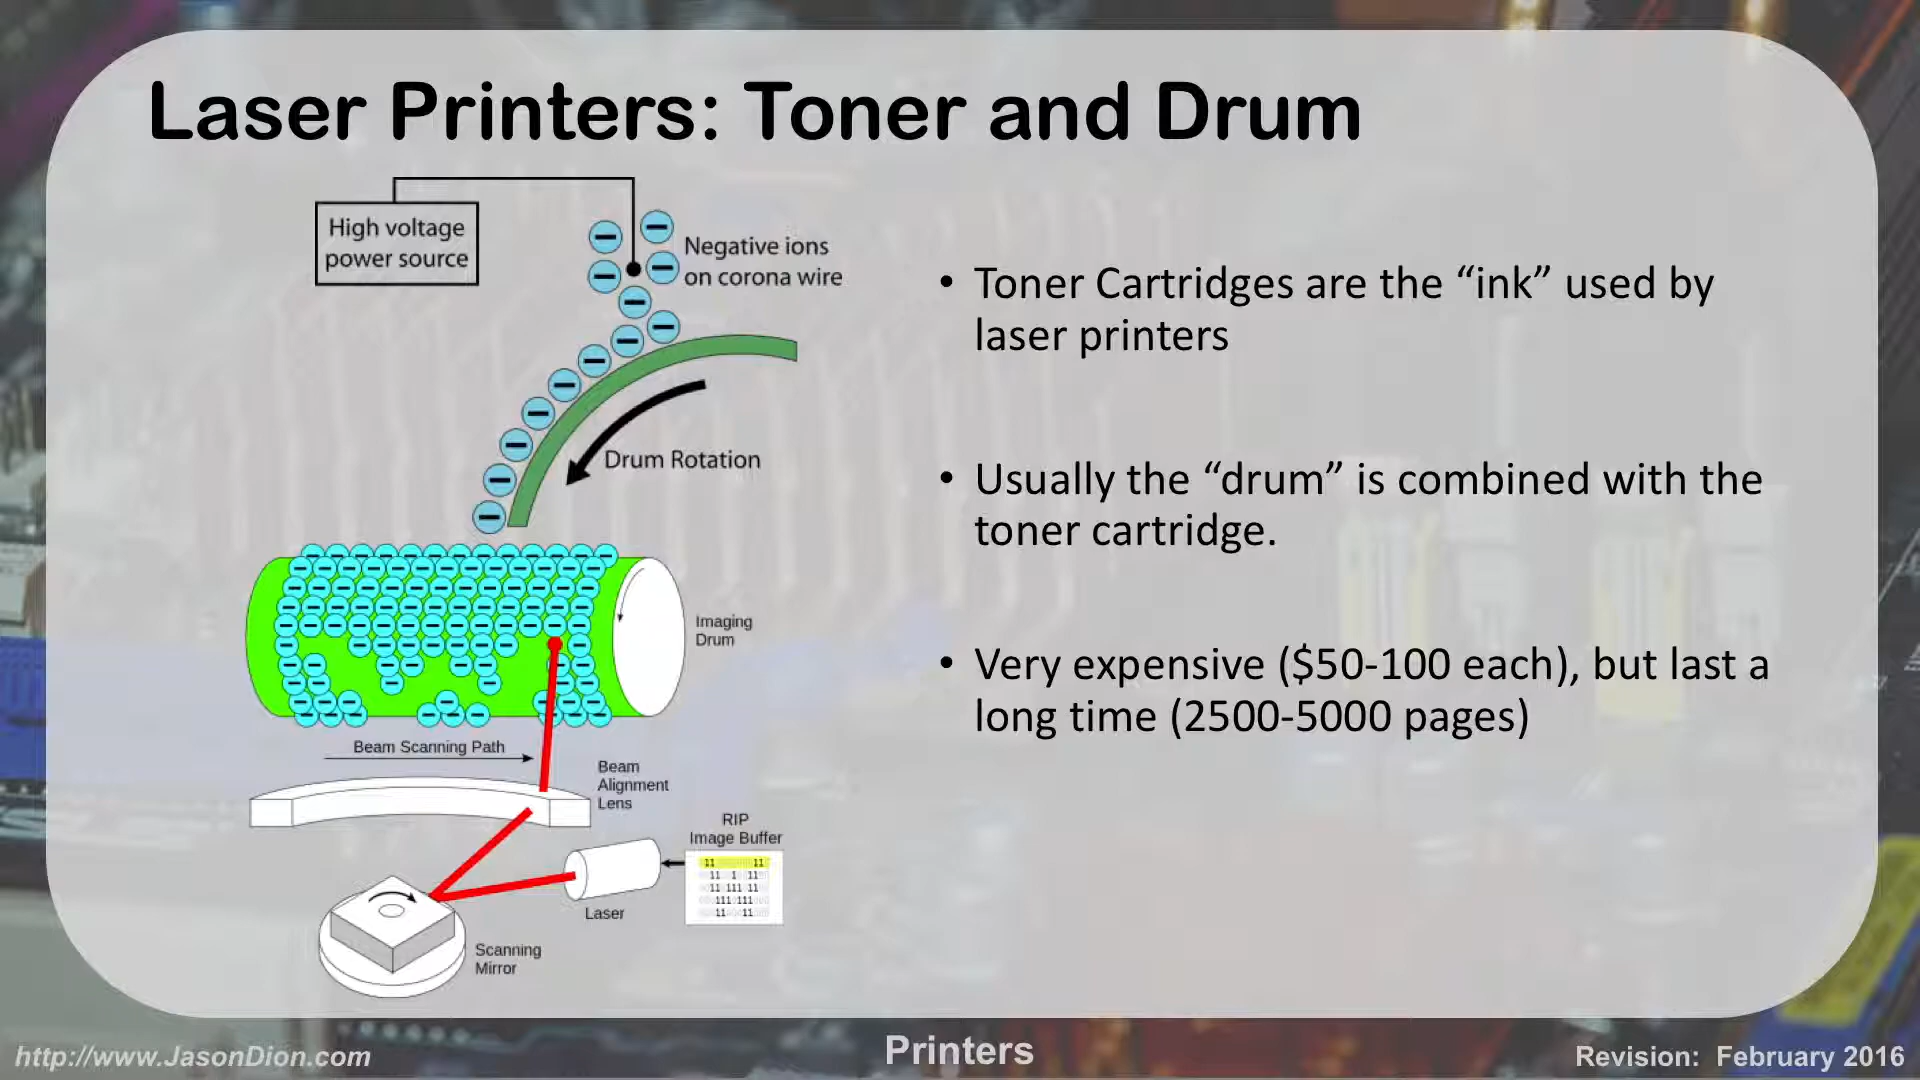 Laser Printers: Toner and Drum
High voltage
power source
Negative ions
on corona wire
Drum Rotation
Imaging
Drum
Beam Scanning Path
Beam
Alignment
Lens
RIP
Image Buffer
Laser
Scanning
Mirror
• Toner Cartridges are the “ink” used by
laser printers
• Usually the “drum” is combined with the
toner cartridge.
• Very expensive ($50-100 each), but last a
long time (2500-5000 pages)
http://www.JasonDion.com
Printers
Revision: February 2016